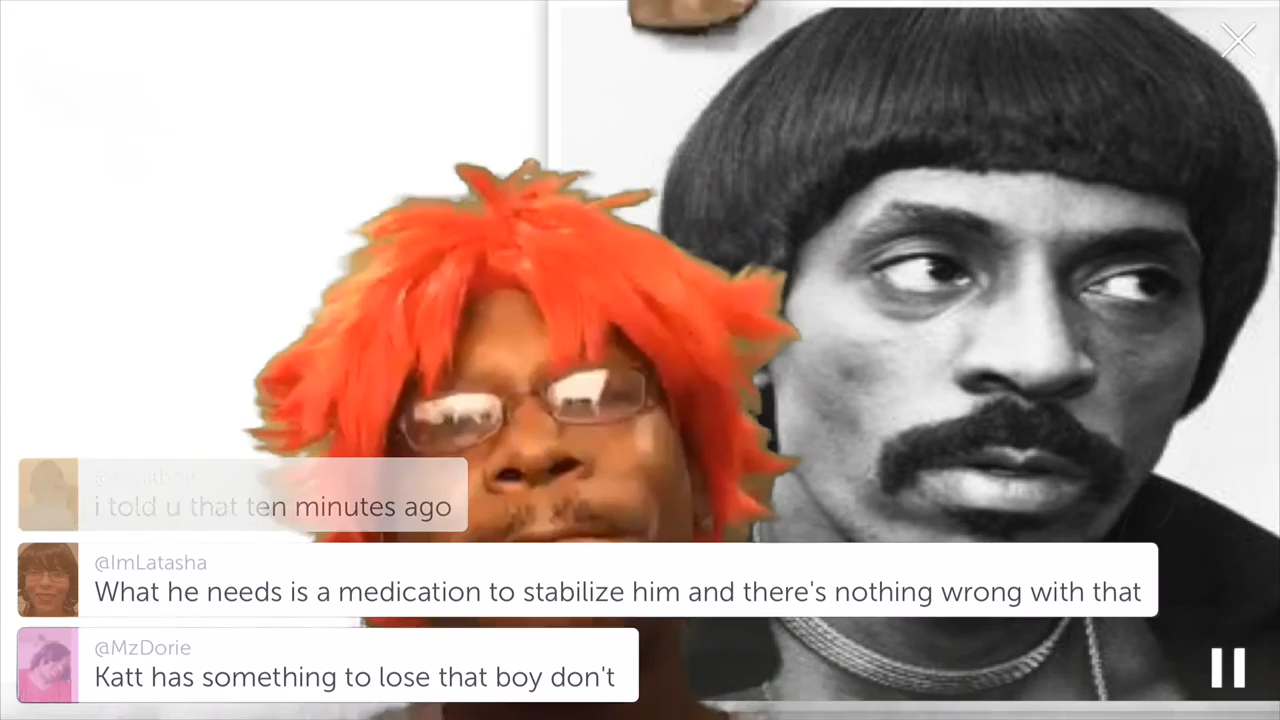 i told u that ten minutes ago
@ImLatasha
What he needs is a medication to stabilize him and there's nothing wrong with that
@MzDorie
Katt has something to lose that boy don't